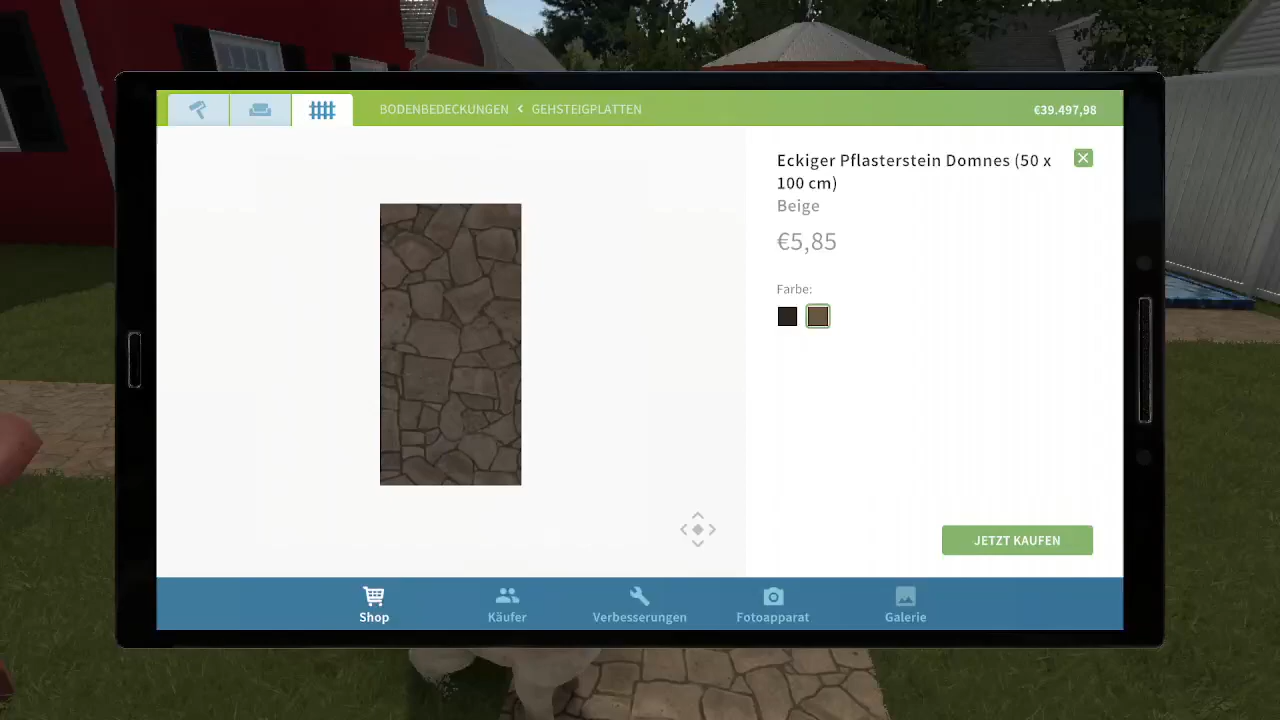 BODENBEDECKUNGEN < GEHSTEIGPLATTEN
€39.497,98
Eckiger Pflasterstein Domnes (50 x
100 cm)
Beige
€5,85
Farbe:
JETZT KAUFEN
Shop
Käufer
Verbesserungen
Fotoapparat
Galerie